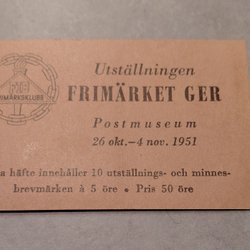 FRIMÄRKSKLUBB
Utställningen
FRIMÄRKET GER
Postmuseum
26 okt.–4 nov. 1951
häfte innehåller 10 utställnings- och minnes-
brevmärken à 5 öre • Pris 50 öre